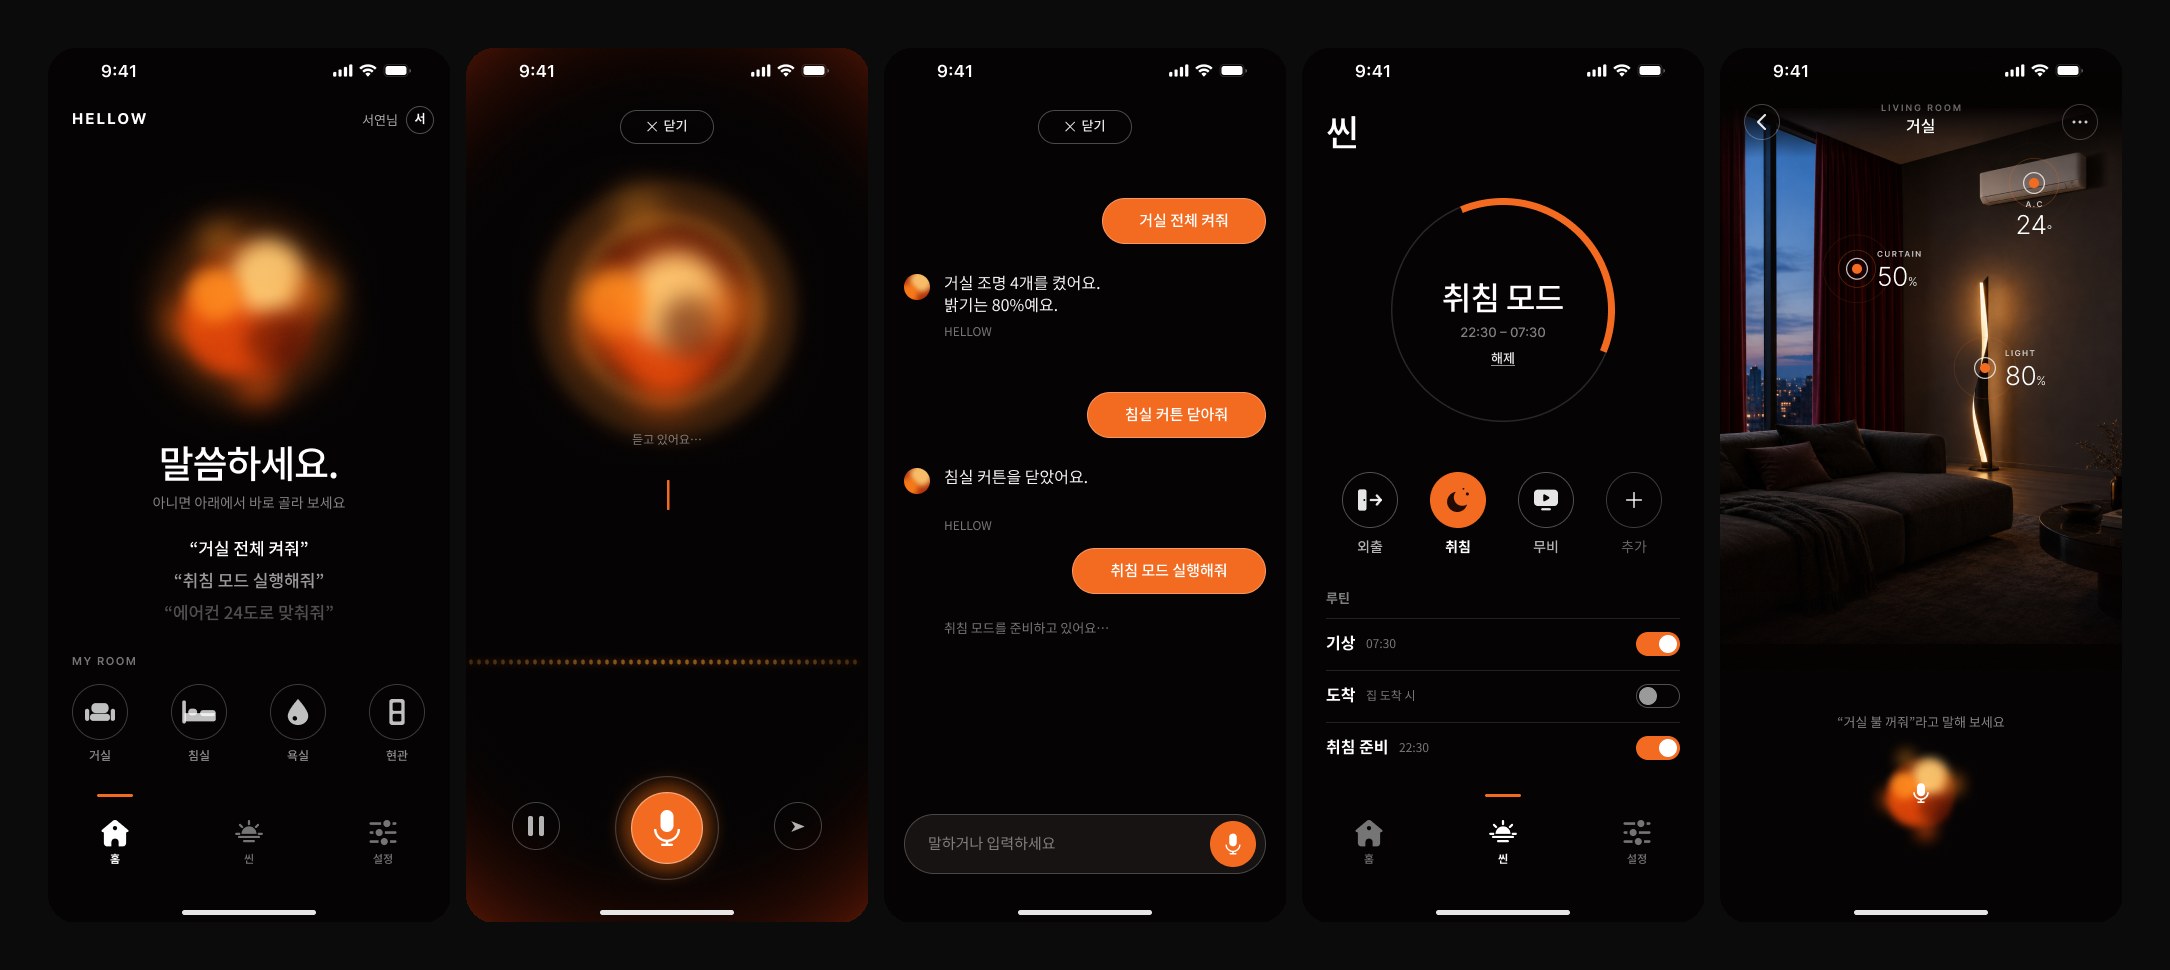 9:41
HELLOW
서연님 서
말씀하세요.
아니면 아래에서 바로 골라 보세요
“거실 전체 켜줘”
“취침 모드 실행해줘”
“에어컨 24도로 맞춰줘”
MY ROOM
거실 침실 욕실 현관
홈 씬 설정
9:41
닫기
듣고 있어요…
9:41
닫기
거실 전체 켜줘
거실 조명 4개를 켰어요.
밝기는 80%예요.
HELLOW
침실 커튼 닫아줘
침실 커튼을 닫았어요.
HELLOW
취침 모드 실행해줘
취침 모드를 준비하고 있어요…
말하거나 입력하세요
9:41
씬
취침 모드
22:30 – 07:30
해제
외출 취침 무비 추가
루틴
기상 07:30
도착 집 도착 시
취침 준비 22:30
홈 씬 설정
9:41
LIVING ROOM
거실
A.C
24°
CURTAIN
50%
LIGHT
80%
“거실 불 꺼줘”라고 말해 보세요